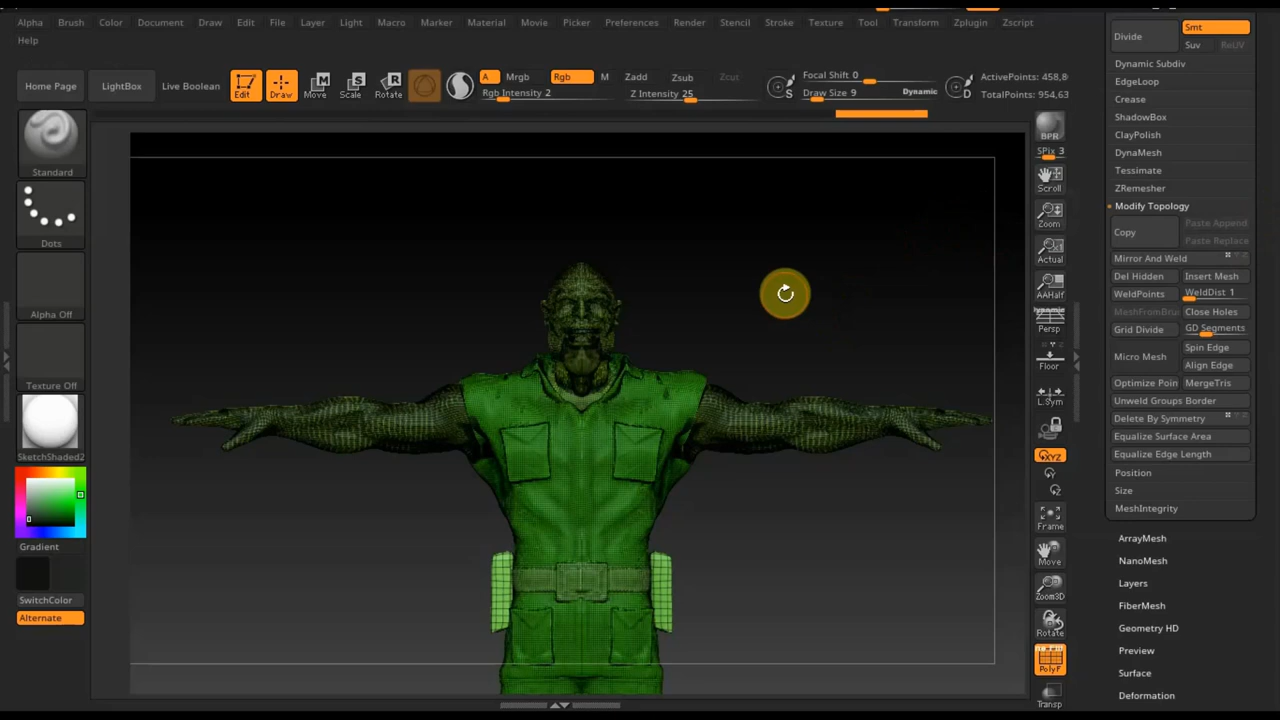 Alpha Brush Color Document Draw Edit File Layer Light Macro Marker Material Movie Picker Preferences Render Stencil Stroke Texture Tool Transform Zplugin Zscript
Help
Home Page LightBox Live Boolean Edit Draw Move Scale Rotate
A Mrgb Rgb M Zadd Zsub Zcut
Rgb Intensity 2 Z Intensity 25
Focal Shift 0
Draw Size 9 Dynamic
ActivePoints: 458,8
TotalPoints: 954,63
Standard
Dots
Alpha Off
Texture Off
SketchShaded2
Gradient
SwitchColor
Alternate
BPR
SPix 3
Scroll
Zoom
Actual
AAHalf
Dynamic
Persp
Floor
L.Sym
XYZ
Y
Z
Frame
Move
Zoom3D
Rotate
PolyF
Transp
Divide Smt
Suv ReUV
Dynamic Subdiv
EdgeLoop
Crease
ShadowBox
ClayPolish
DynaMesh
Tessimate
ZRemesher
Modify Topology
Copy Paste Append
Paste Replace
Mirror And Weld
Del Hidden Insert Mesh
WeldPoints WeldDist 1
MeshFromBru Close Holes
Grid Divide GD Segments
Micro Mesh Spin Edge
Align Edge
Optimize Poin MergeTris
Unweld Groups Border
Delete By Symmetry
Equalize Surface Area
Equalize Edge Length
Position
Size
MeshIntegrity
ArrayMesh
NanoMesh
Layers
FiberMesh
Geometry HD
Preview
Surface
Deformation